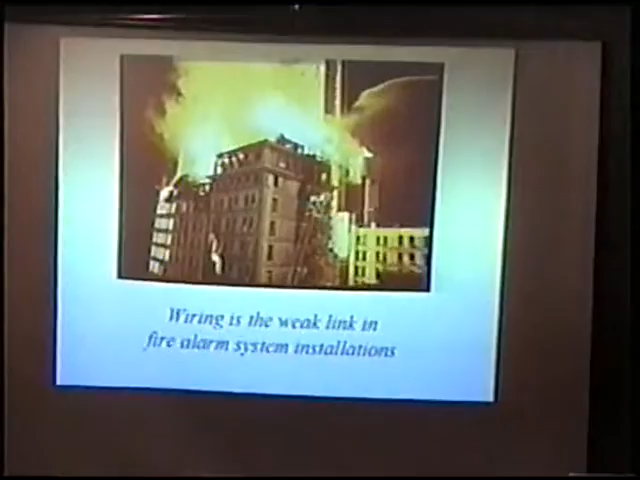 Wiring is the weak link in
fire alarm system installations